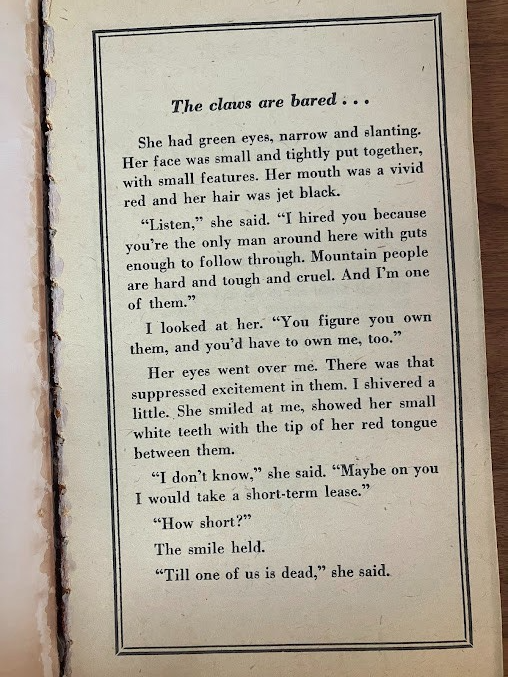 The claws are bared . . .
She had green eyes, narrow and slanting.
Her face was small and tightly put together,
with small features. Her mouth was a vivid
red and her hair was jet black.
“Listen,” she said. “I hired you because
you’re the only man around here with guts
enough to follow through. Mountain people
are hard and tough and cruel. And I’m one
of them.”
I looked at her. “You figure you own
them, and you’d have to own me, too.”
Her eyes went over me. There was that
suppressed excitement in them. I shivered a
little. She smiled at me, showed her small
white teeth with the tip of her red tongue
between them.
“I don’t know,” she said. “Maybe on you
I would take a short-term lease.”
“How short?”
The smile held.
“Till one of us is dead,” she said.